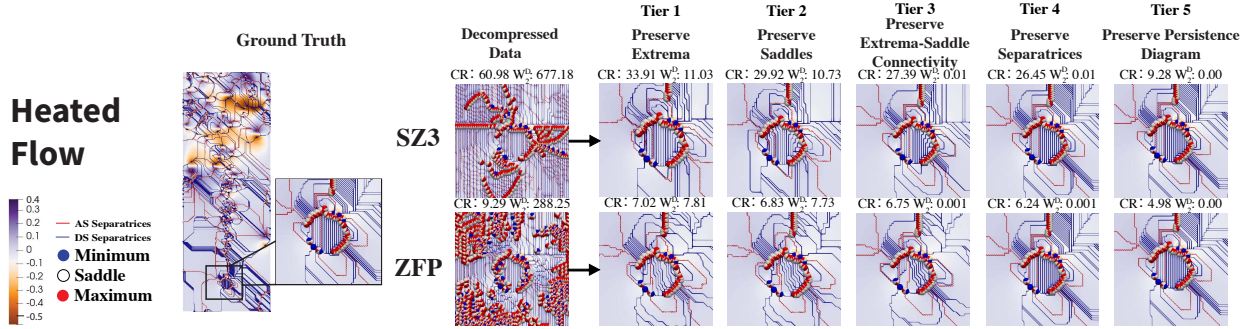 Heated
Flow
0.4
0.4
0.3
0.2
0.1
0
-0.1
-0.2
-0.3
-0.4
-0.5
AS Separatrices
DS Separatrices
Minimum
Saddle
Maximum
Ground Truth
Decompressed
Data
Tier 1
Preserve
Extrema
Tier 2
Preserve
Saddles
Tier 3
Preserve
Extrema-Saddle
Connectivity
Tier 4
Preserve
Separatrices
Tier 5
Preserve Persistence
Diagram
SZ3
CR: 60.98 W₂ᴰ: 677.18
CR: 33.91 W₂ᴰ: 11.03
CR: 29.92 W₂ᴰ: 10.73
CR: 27.39 W₂ᴰ: 0.01
CR: 26.45 W₂ᴰ: 0.01
CR: 9.28 W₂ᴰ: 0.00
ZFP
CR: 9.29 W₂ᴰ: 288.25
CR: 7.02 W₂ᴰ: 7.81
CR: 6.83 W₂ᴰ: 7.73
CR: 6.75 W₂ᴰ: 0.001
CR: 6.24 W₂ᴰ: 0.001
CR: 4.98 W₂ᴰ: 0.00